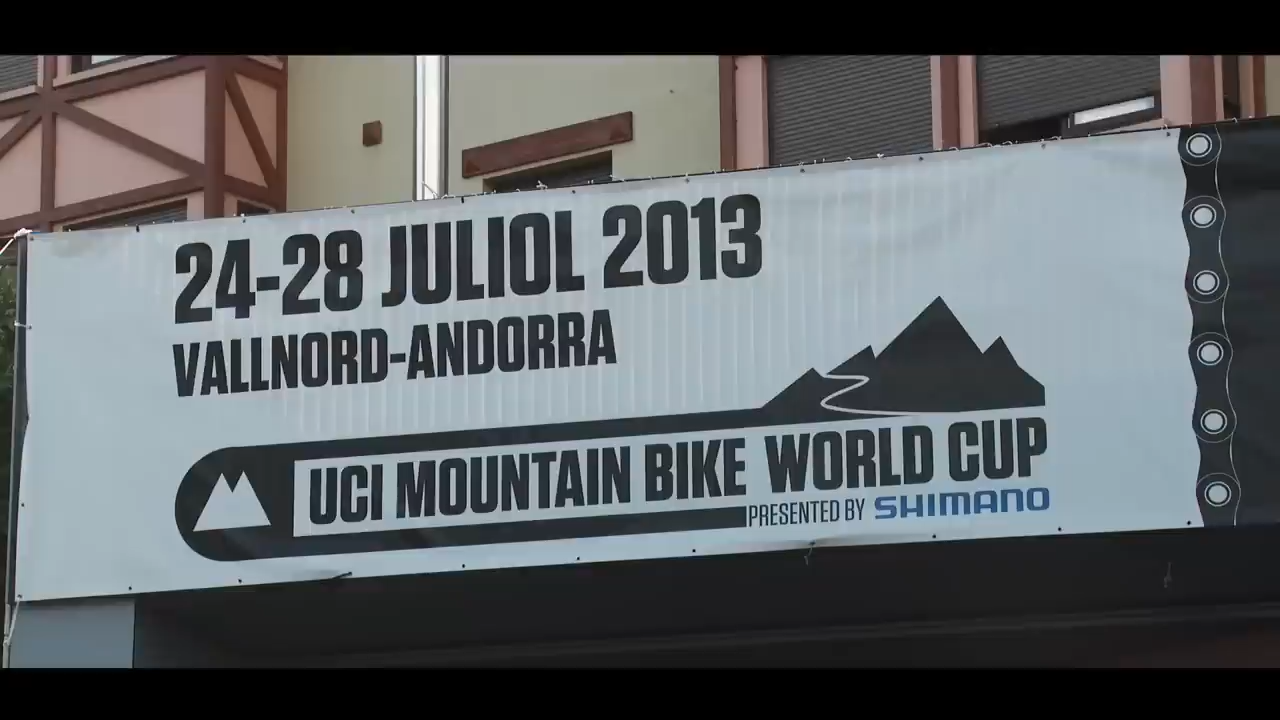 24-28 JULIOL 2013
VALLNORD-ANDORRA
UCI MOUNTAIN BIKE WORLD CUP
PRESENTED BY SHIMANO